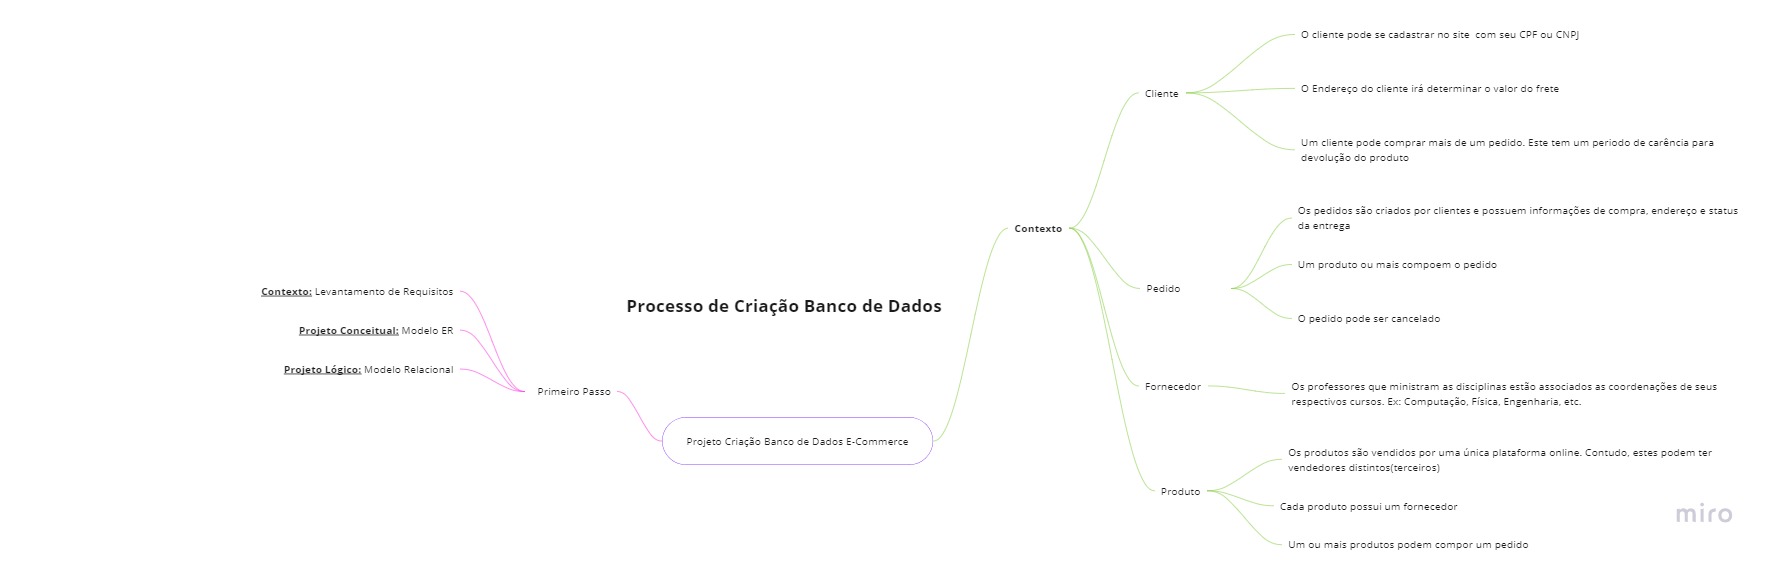 Processo de Criação Banco de Dados
Projeto Criação Banco de Dados E-Commerce
Primeiro Passo
Contexto: Levantamento de Requisitos
Projeto Conceitual: Modelo ER
Projeto Lógico: Modelo Relacional
Contexto
Cliente
O cliente pode se cadastrar no site com seu CPF ou CNPJ
O Endereço do cliente irá determinar o valor do frete
Um cliente pode comprar mais de um pedido. Este tem um periodo de carência para
devolução do produto
Pedido
Os pedidos são criados por clientes e possuem informações de compra, endereço e status
da entrega
Um produto ou mais compoem o pedido
O pedido pode ser cancelado
Fornecedor
Os professores que ministram as disciplinas estão associados as coordenações de seus
respectivos cursos. Ex: Computação, Física, Engenharia, etc.
Produto
Os produtos são vendidos por uma única plataforma online. Contudo, estes podem ter
vendedores distintos(terceiros)
Cada produto possui um fornecedor
Um ou mais produtos podem compor um pedido
miro